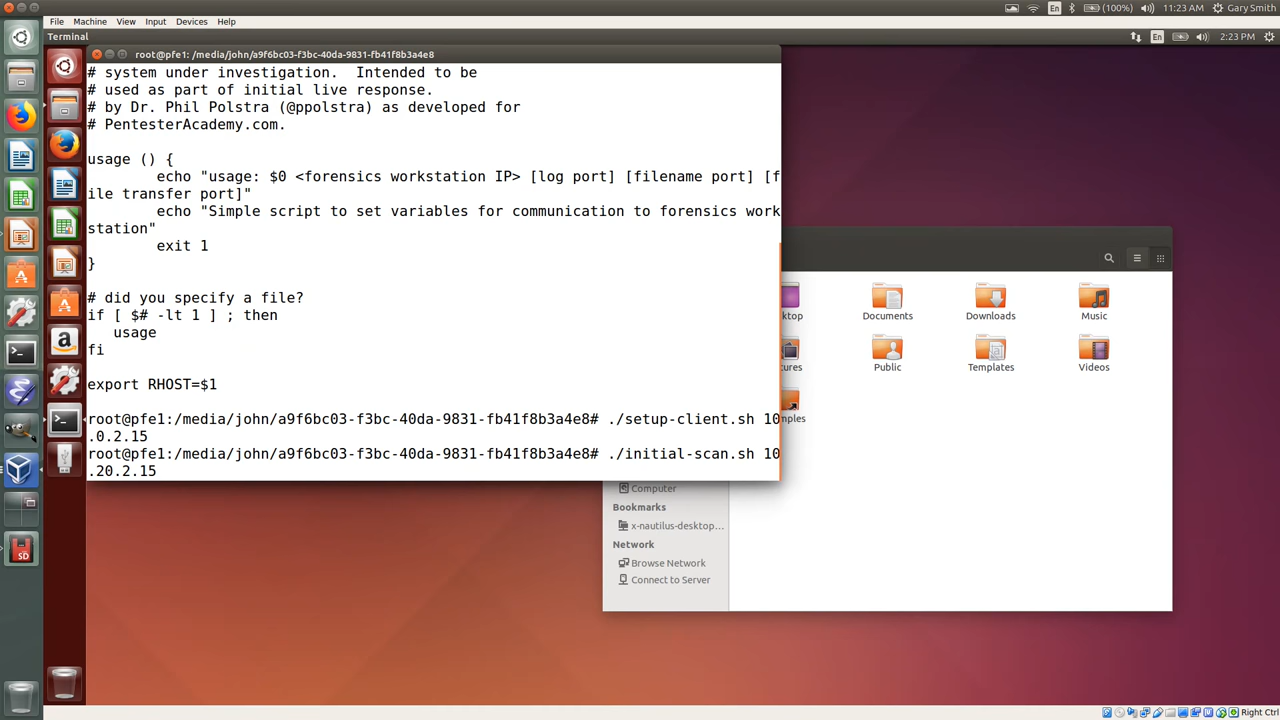 En
(100%)
11:23 AM
Gary Smith
File Machine View Input Devices Help
Terminal
En
2:23 PM
root@pfe1: /media/john/a9f6bc03-f3bc-40da-9831-fb41f8b3a4e8
# system under investigation.  Intended to be
# used as part of initial live response.
# by Dr. Phil Polstra (@ppolstra) as developed for
# PentesterAcademy.com.
usage () {
        echo "usage: $0 <forensics workstation IP> [log port] [filename port] [f
ile transfer port]"
        echo "Simple script to set variables for communication to forensics work
station"
        exit 1
}
# did you specify a file?
if [ $# -lt 1 ] ; then
   usage
fi
export RHOST=$1
root@pfe1:/media/john/a9f6bc03-f3bc-40da-9831-fb41f8b3a4e8# ./setup-client.sh 10
.0.2.15
root@pfe1:/media/john/a9f6bc03-f3bc-40da-9831-fb41f8b3a4e8# ./initial-scan.sh 10
.20.2.15
ktop
Documents
Downloads
Music
tures
Public
Templates
Videos
mples
Computer
Bookmarks
x-nautilus-desktop...
Network
Browse Network
Connect to Server
SD
Right Ctrl